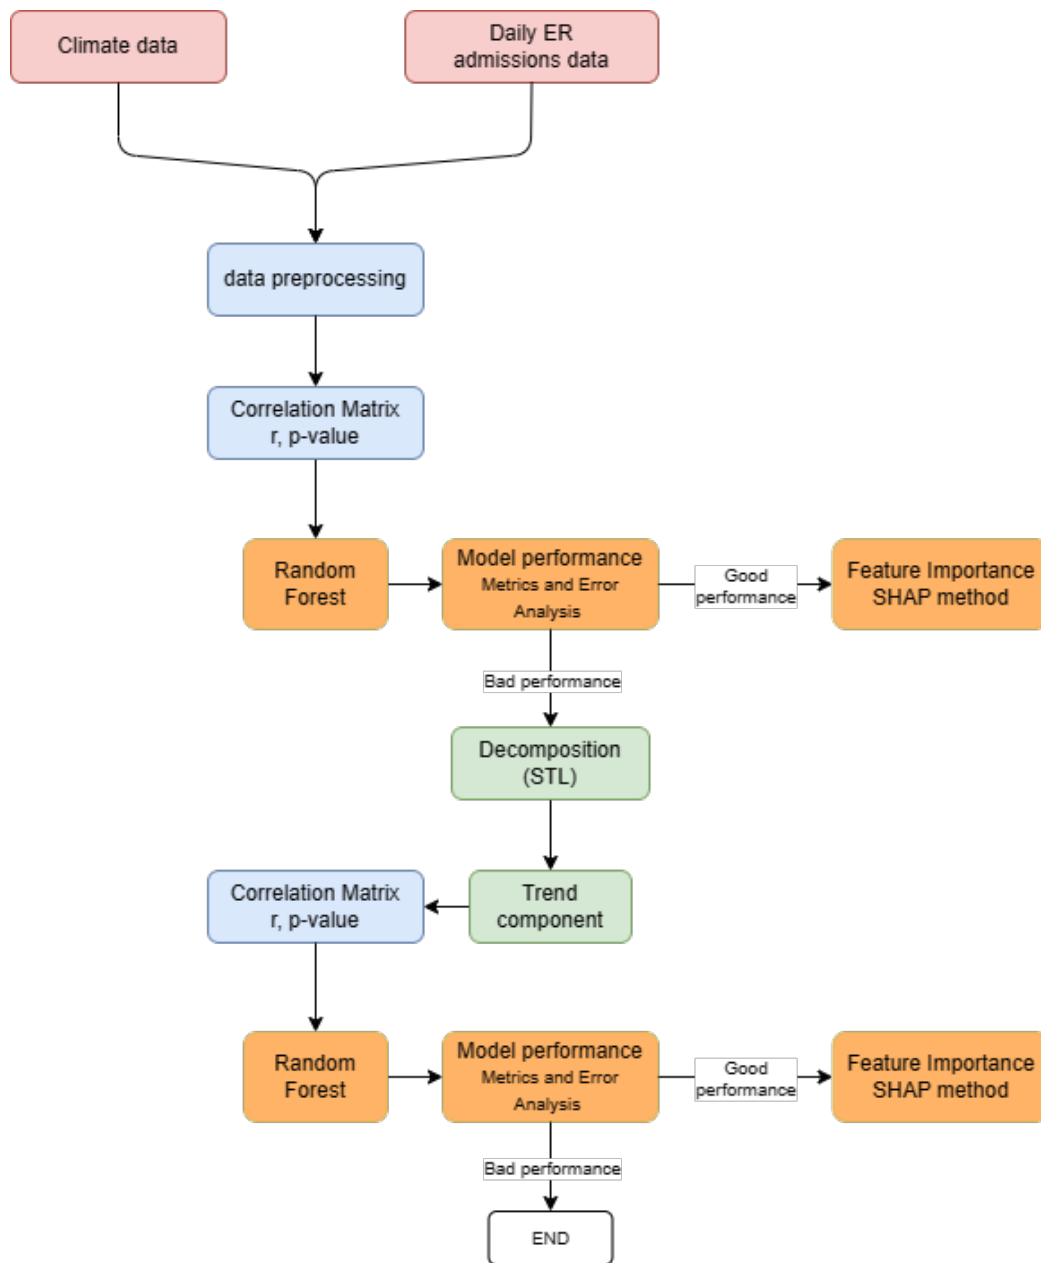 Climate data
Daily ER
admissions data
data preprocessing
Correlation Matrix
r, p-value
Random
Forest
Model performance
Metrics and Error
Analysis
Good
performance
Feature Importance
SHAP method
Bad performance
Decomposition
(STL)
Trend
component
Correlation Matrix
r, p-value
Random
Forest
Model performance
Metrics and Error
Analysis
Good
performance
Feature Importance
SHAP method
Bad performance
END